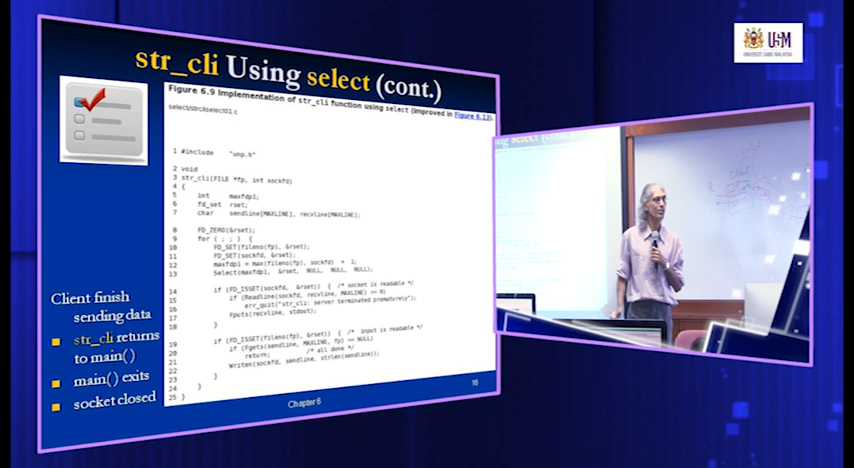 str_cli Using select (cont.)
Figure 6.9 Implementation of str_cli function using select (improved in Figure 6.13).
select/strcliselect01.c
1 #include "unp.h"
2 void
3 str_cli(FILE *fp, int sockfd)
4 {
5 int maxfdp1;
6 fd_set rset;
7 char sendline[MAXLINE], recvline[MAXLINE];
8 FD_ZERO(&rset);
9 for ( ; ; ) {
10 FD_SET(fileno(fp), &rset);
11 FD_SET(sockfd, &rset);
12 maxfdp1 = max(fileno(fp), sockfd) + 1;
13 Select(maxfdp1, &rset, NULL, NULL, NULL);
14 if (FD_ISSET(sockfd, &rset)) { /* socket is readable */
15 if (Readline(sockfd, recvline, MAXLINE) == 0)
16 err_quit("str_cli: server terminated prematurely");
17 Fputs(recvline, stdout);
18 }
19 if (FD_ISSET(fileno(fp), &rset)) { /* input is readable */
20 if (Fgets(sendline, MAXLINE, fp) == NULL)
21 return; /* all done */
22 Writen(sockfd, sendline, strlen(sendline));
23 }
24 }
25 }
Client finish
sending data
str_cli returns
to main()
main() exits
socket closed
Chapter 6
16
USM
UNIVERSITI SAINS MALAYSIA